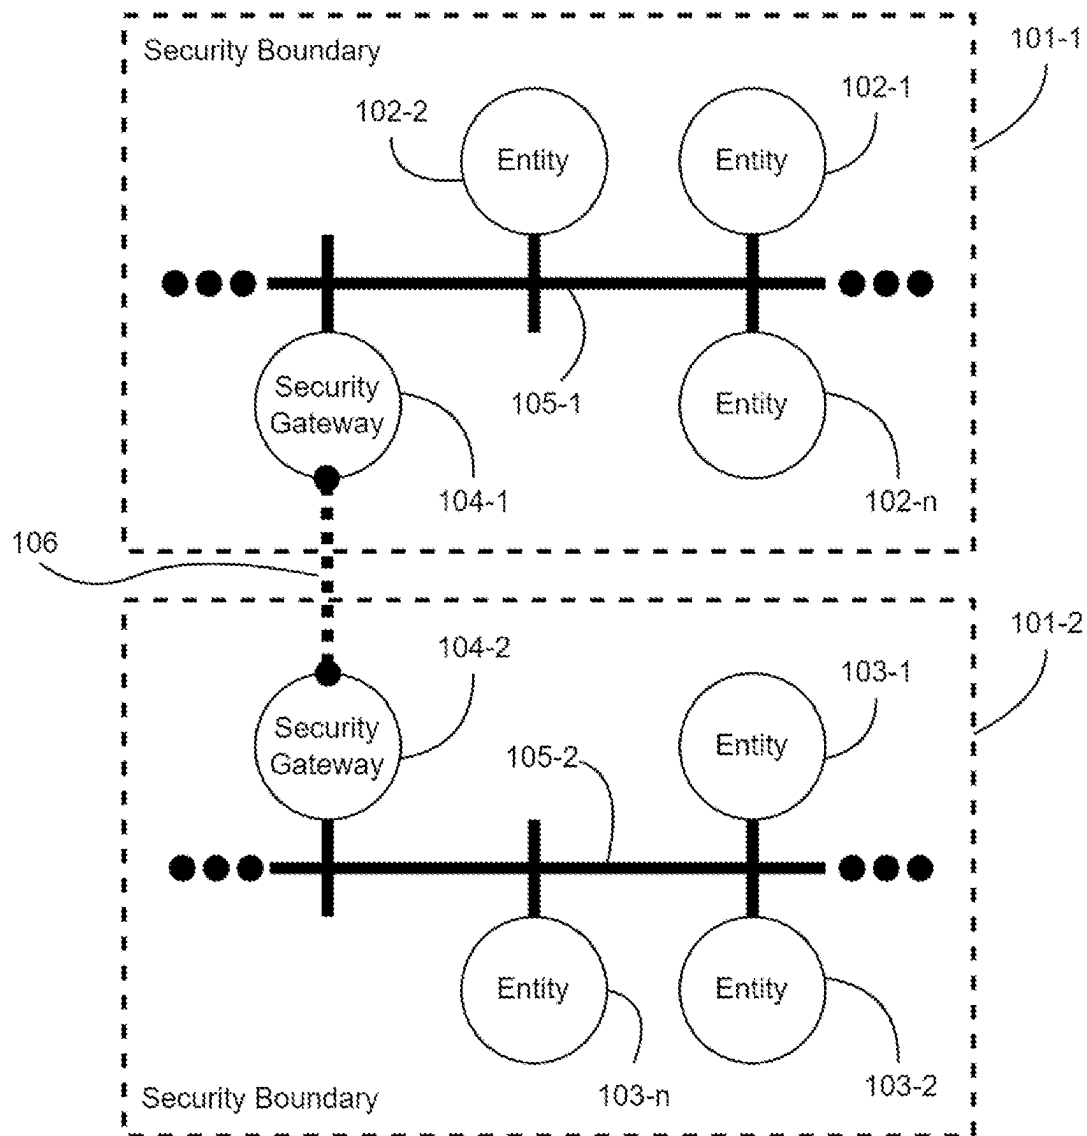 Security Boundary
101-1
102-2
Entity
102-1
Entity
Security
Gateway
104-1
105-1
Entity
102-n
106
101-2
104-2
Security
Gateway
105-2
103-1
Entity
Entity
103-n
Entity
103-2
Security Boundary